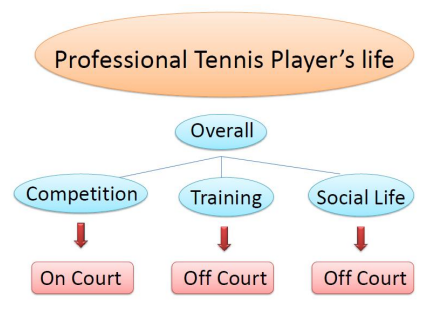 Professional Tennis Player's life
Overall
Competition
Training
Social Life
On Court
Off Court
Off Court